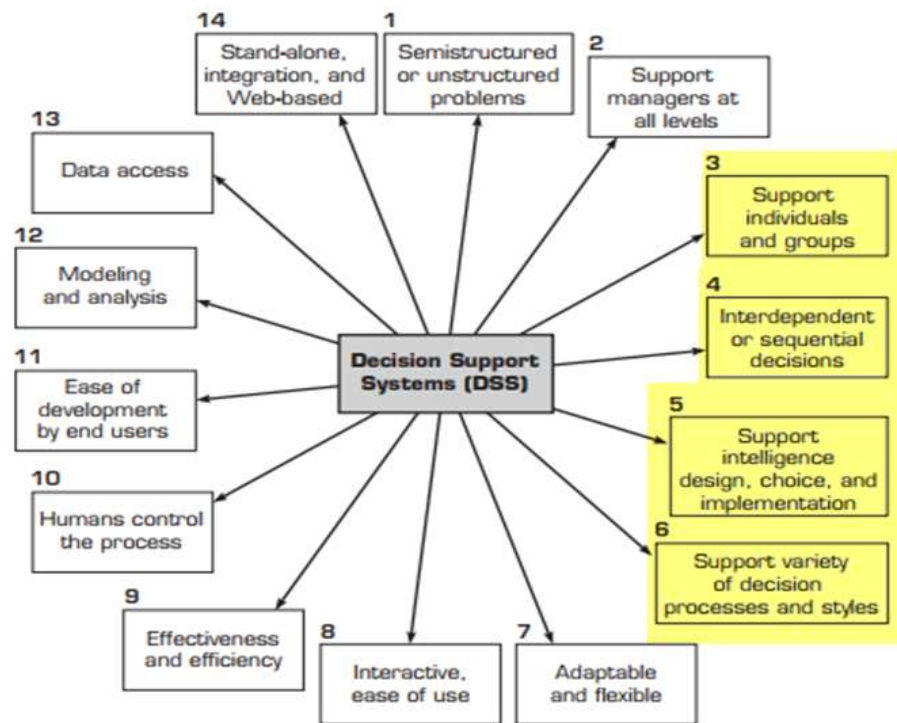 14
Stand-alone,
integration, and
Web-based
1
Semistructured
or unstructured
problems
2
Support
managers at
all levels
3
Support
individuals
and groups
4
Interdependent
or sequential
decisions
5
Support
intelligence
design, choice, and
implementation
6
Support variety
of decision
processes and styles
7
Adaptable
and flexible
8
Interactive,
ease of use
9
Effectiveness
and efficiency
10
Humans control
the process
11
Ease of
development
by end users
12
Modeling
and analysis
13
Data access
Decision Support
Systems (DSS)